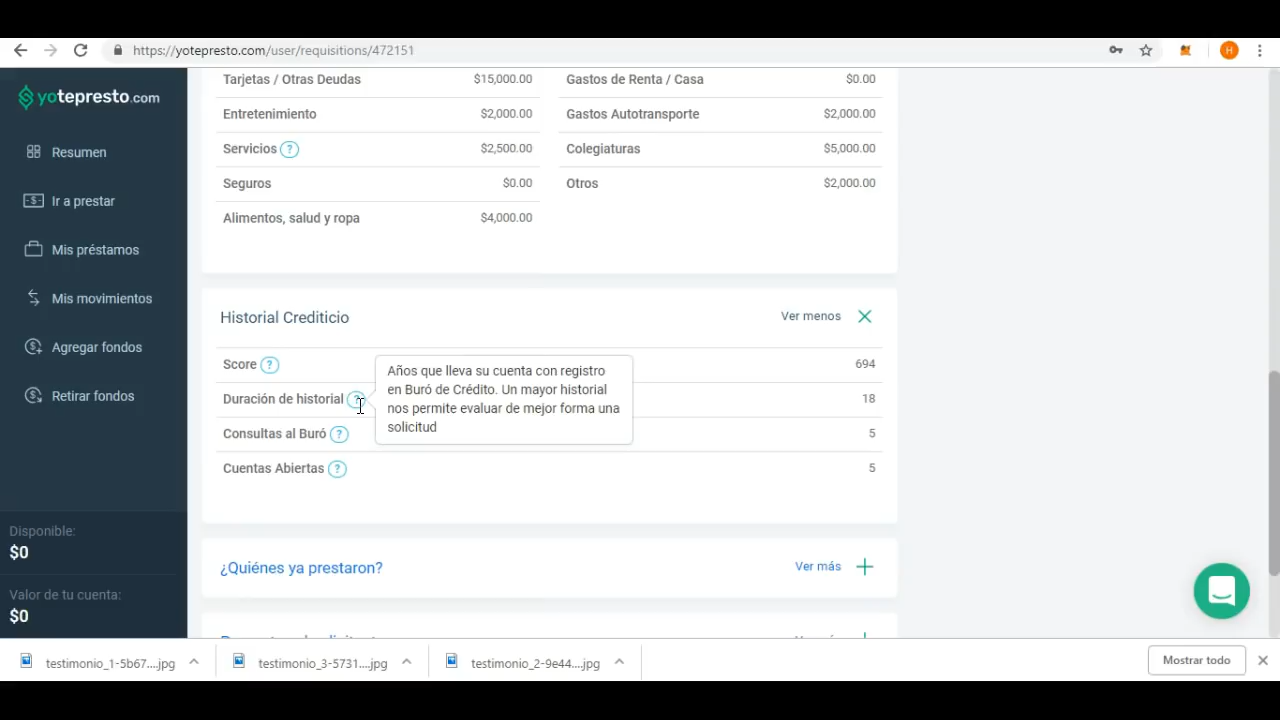 https://yotepresto.com/user/requisitions/472151
H
yotepresto.com
Resumen
Ir a prestar
Mis préstamos
Mis movimientos
Agregar fondos
Retirar fondos
Disponible:
$0
Valor de tu cuenta:
$0
Tarjetas / Otras Deudas $15,000.00
Entretenimiento $2,000.00
Servicios ? $2,500.00
Seguros $0.00
Alimentos, salud y ropa $4,000.00
Gastos de Renta / Casa $0.00
Gastos Autotransporte $2,000.00
Colegiaturas $5,000.00
Otros $2,000.00
Historial Crediticio Ver menos
Score ? 694
Duración de historial ? 18
Años que lleva su cuenta con registro
en Buró de Crédito. Un mayor historial
nos permite evaluar de mejor forma una
solicitud
Consultas al Buró ? 5
Cuentas Abiertas ? 5
¿Quiénes ya prestaron? Ver más
testimonio_1-5b67....jpg
testimonio_3-5731....jpg
testimonio_2-9e44....jpg
Mostrar todo